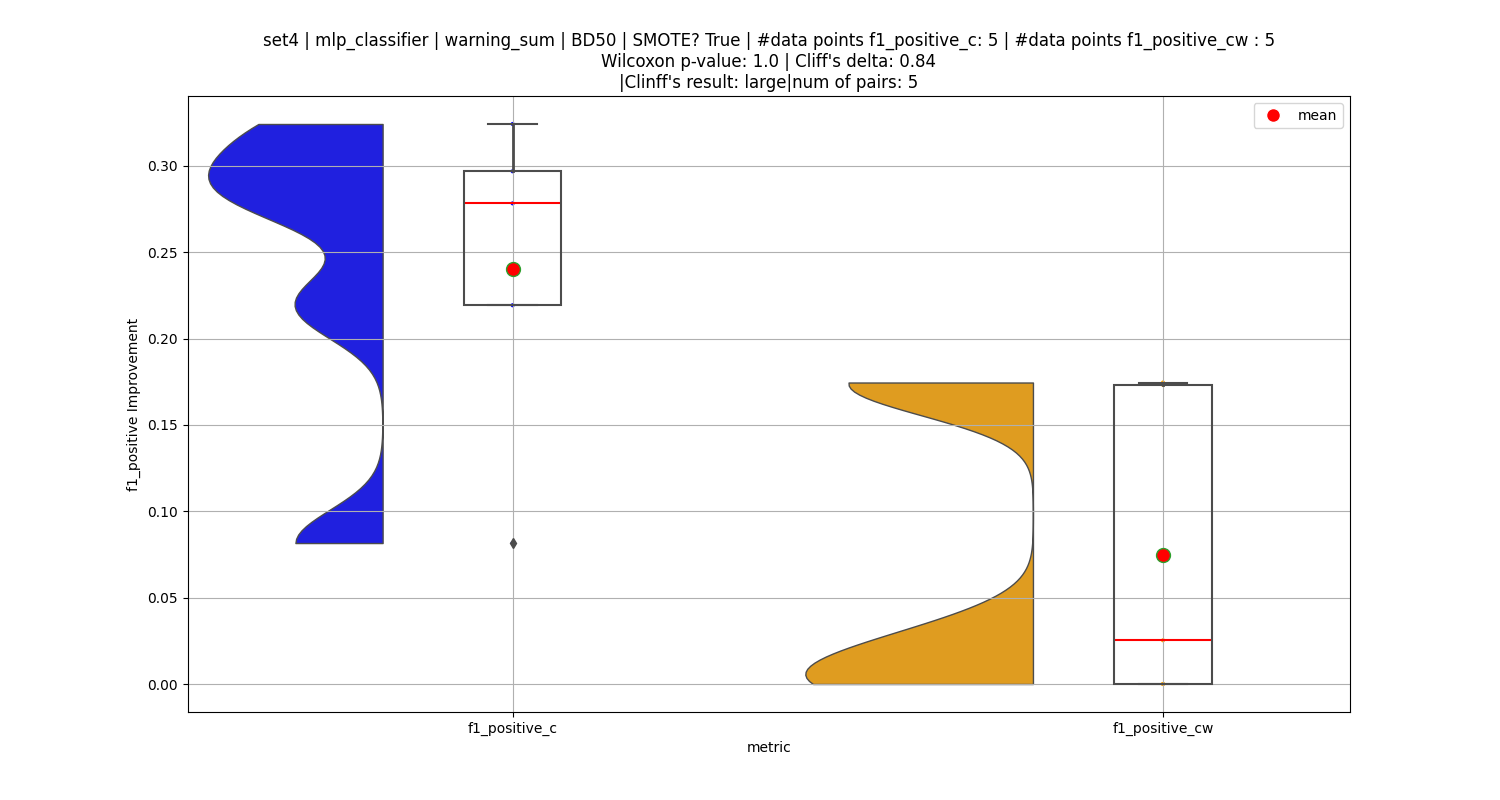 set4 | mlp_classifier | warning_sum | BD50 | SMOTE? True | #data points f1_positive_c: 5 | #data points f1_positive_cw : 5
Wilcoxon p-value: 1.0 | Cliff's delta: 0.84
|Clinff's result: large|num of pairs: 5
mean
0.30
0.25
0.20
0.15
0.10
0.05
0.00
f1_positive Improvement
f1_positive_c
f1_positive_cw
metric